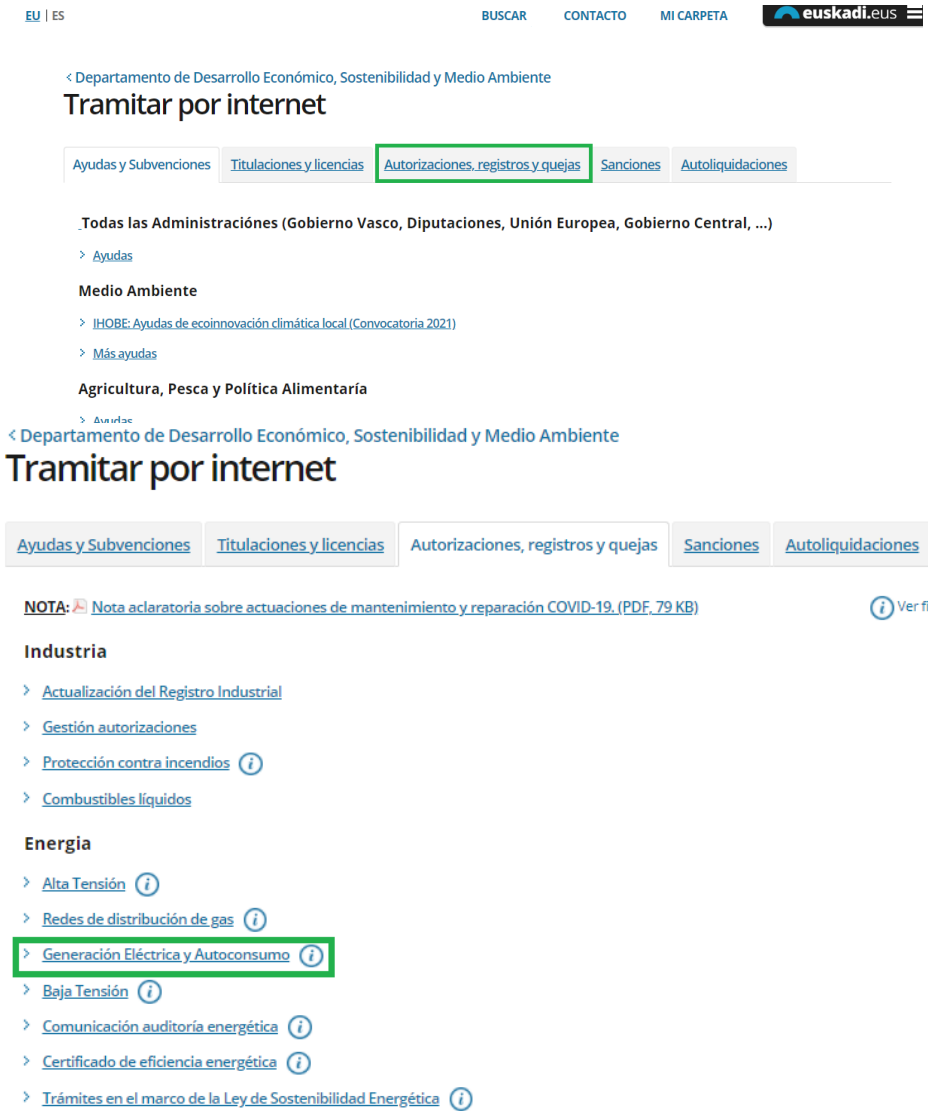 EU | ES BUSCAR CONTACTO MI CARPETA euskadi.eus
< Departamento de Desarrollo Económico, Sostenibilidad y Medio Ambiente
Tramitar por internet
Ayudas y Subvenciones Titulaciones y licencias Autorizaciones, registros y quejas Sanciones Autoliquidaciones
Todas las Administraciónes (Gobierno Vasco, Diputaciones, Unión Europea, Gobierno Central, ...)
> Ayudas
Medio Ambiente
> IHOBE: Ayudas de ecoinnovación climática local (Convocatoria 2021)
> Más ayudas
Agricultura, Pesca y Política Alimentaría
> Ayudas
< Departamento de Desarrollo Económico, Sostenibilidad y Medio Ambiente
Tramitar por internet
Ayudas y Subvenciones Titulaciones y licencias Autorizaciones, registros y quejas Sanciones Autoliquidaciones
NOTA: Nota aclaratoria sobre actuaciones de mantenimiento y reparación COVID-19. (PDF, 79 KB) i Ver fi
Industria
> Actualización del Registro Industrial
> Gestión autorizaciones
> Protección contra incendios i
> Combustibles líquidos
Energia
> Alta Tensión i
> Redes de distribución de gas i
> Generación Eléctrica y Autoconsumo i
> Baja Tensión i
> Comunicación auditoría energética i
> Certificado de eficiencia energética i
> Trámites en el marco de la Ley de Sostenibilidad Energética i